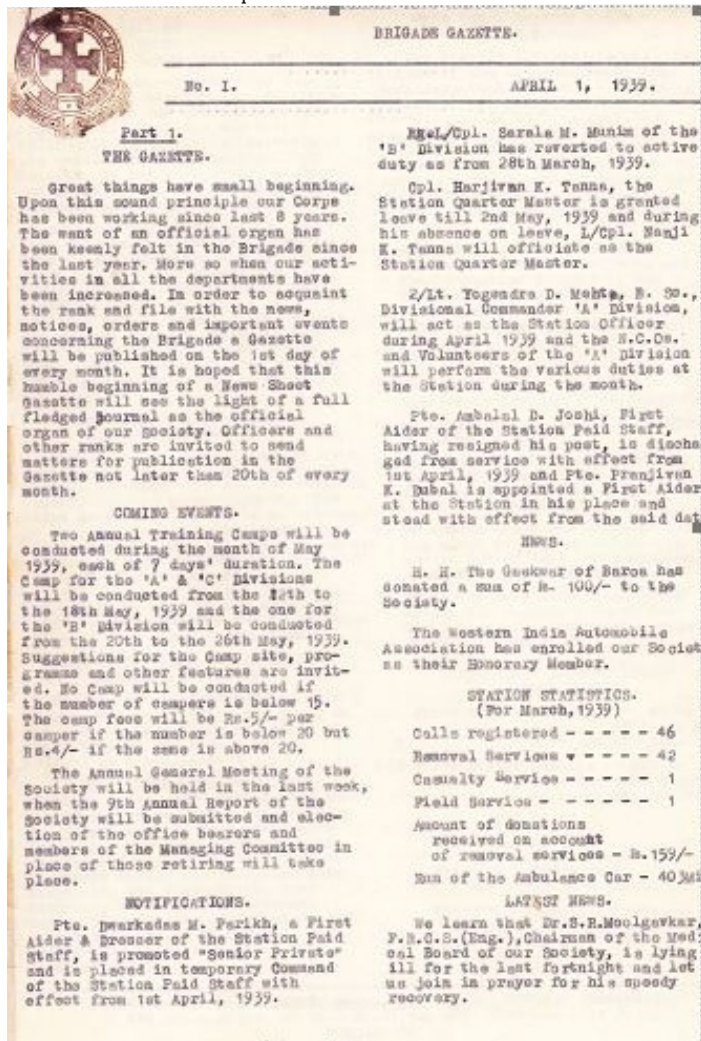 BRIGADE GAZETTE.
No. I.
APRIL 1, 1939.
Part 1.
THE GAZETTE.
Great things have small beginning.
Upon this sound principle our Corps
has been working since last 8 years.
The want of an official organ has
been keenly felt in the Brigade since
the last year. More so when our acti-
vities in all the departments have
been increased. In order to acquaint
the rank and file with the news,
notices, orders and important events
concerning the Brigade a Gazette
will be published on the 1st day of
every month. It is hoped that this
humble beginning of a News Sheet
Gazette will see the light of a full
fledged Journal as the official
organ of our Society. Officers and
other ranks are invited to send
matters for publication in the
Gazette not later than 20th of every
month.
COMING EVENTS.
Two Annual Training Camps will be
conducted during the month of May
1939, each of 7 days' duration. The
Camp for the 'A' & 'C' Divisions
will be conducted from the 12th to
the 18th May, 1939 and the one for
the 'B' Division will be conducted
from the 20th to the 26th May, 1939.
Suggestions for the Camp site, pro-
gramme and other features are invit-
ed. No Camp will be conducted if
the number of campers is below 15.
The camp fees will be Rs.5/- per
camper if the number is below 20 but
Rs.4/- if the same is above 20.
The Annual General Meeting of the
Society will be held in the last week,
when the 9th Annual Report of the
Society will be submitted and elec-
tion of the office bearers and
members of the Managing Committee in
place of those retiring will take
place.
NOTIFICATIONS.
Pte. Dwarkadas M. Parikh, a First
Aider & Dresser of the Station Paid
Staff, is promoted "Senior Private"
and is placed in temporary Command
of the Station Paid Staff with
effect from 1st April, 1939.
L/Cpl. Sarala M. Munim of the
'B' Division has reverted to active
duty as from 28th March, 1939.
Cpl. Harjivan K. Tanna, the
Station Quarter Master is granted
leave till 2nd May, 1939 and during
his absence on leave, L/Cpl. Nanji
K. Tanna will officiate as the
Station Quarter Master.
2/Lt. Yogendra D. Mehta, B. Sc.,
Divisional Commander 'A' Division,
will act as the Station Officer
during April 1939 and the N.C.Os.
and Volunteers of the 'A' Division
will perform the various duties at
the Station during the month.
Pte. Ambalal D. Joshi, First
Aider of the Station Paid Staff,
having resigned his post, is discha
ged from service with effect from
1st April, 1939 and Pte. Pranjivan
K. Dubal is appointed a First Aider
at the Station in his place and
stead with effect from the said dat
NEWS.
H. H. The Gaekwar of Baroa has
donated a sum of Rs. 100/- to the
Society.
The Western India Automobile
Association has enrolled our Societ
as their Honorary Member.
STATION STATISTICS.
(For March,1939)
Calls registered - - - - - 46
Removal Services - - - - - 42
Casualty Service - - - - - 1
Field Service - - - - - - 1
Amount of donations
received on account
of removal services - Rs.159/-
Run of the Ambulance Car - 403Mi
LATEST NEWS.
We learn that Dr.S.R.Moolgavkar,
F.R.C.S.(Eng.),Chairman of the Medi
cal Board of our Society, is lying
ill for the last fortnight and let
us join in prayer for his speedy
recovery.